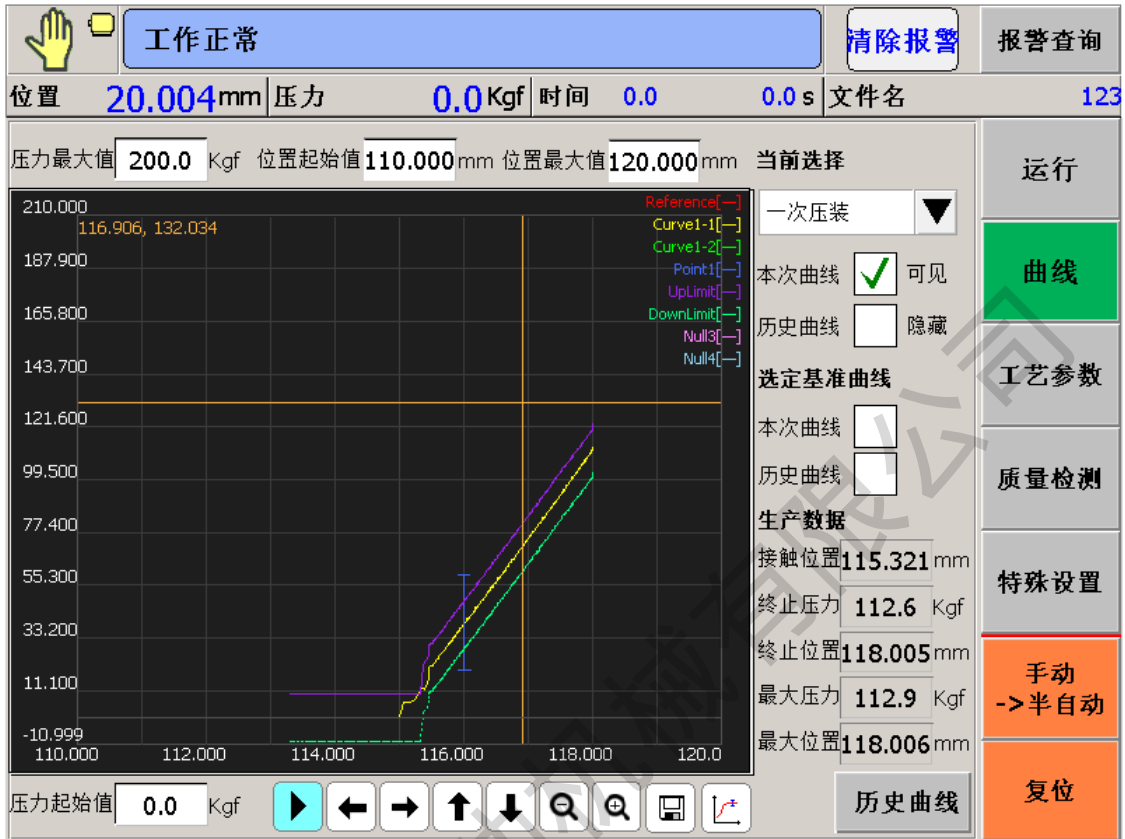 工作正常 清除报警 报警查询
位置 20.004mm 压力 0.0Kgf 时间 0.0 0.0 s 文件名 123
压力最大值 200.0 Kgf 位置起始值 110.000 mm 位置最大值 120.000 mm
当前选择
一次压装
本次曲线 可见
历史曲线 隐藏
选定基准曲线
本次曲线
历史曲线
生产数据
接触位置 115.321 mm
终止压力 112.6 Kgf
终止位置 118.005 mm
最大压力 112.9 Kgf
最大位置 118.006 mm
历史曲线
210.000
116.906, 132.034
187.900
165.800
143.700
121.600
99.500
77.400
55.300
33.200
11.100
-10.999
110.000 112.000 114.000 116.000 118.000 120.0
Reference[—]
Curve1-1[—]
Curve1-2[—]
Point1[—]
UpLimit[—]
DownLimit[—]
Null3[—]
Null4[—]
压力起始值 0.0 Kgf
运行
曲线
工艺参数
质量检测
特殊设置
手动
->半自动
复位